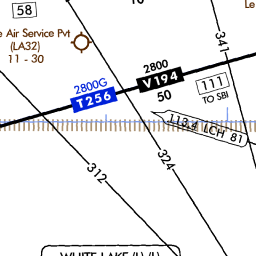 58
Air Service Pvt
(LA32)
11 - 30
341
2800
V194
50
2800G
T256
111
TO SBI
113.4 LCH 81
312
324
WHITE LAKE